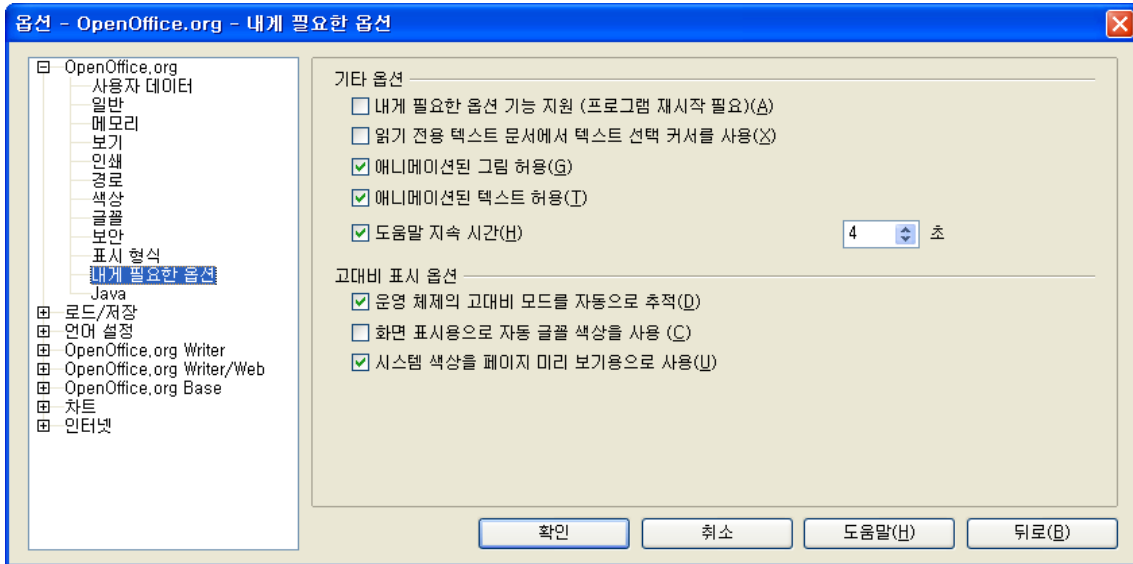 옵션 - OpenOffice.org - 내게 필요한 옵션
OpenOffice.org
사용자 데이터
일반
메모리
보기
인쇄
경로
색상
글꼴
보안
표시 형식
내게 필요한 옵션
Java
로드/저장
언어 설정
OpenOffice.org Writer
OpenOffice.org Writer/Web
OpenOffice.org Base
차트
인터넷
기타 옵션
내게 필요한 옵션 기능 지원 (프로그램 재시작 필요)(A)
읽기 전용 텍스트 문서에서 텍스트 선택 커서를 사용(X)
애니메이션된 그림 허용(G)
애니메이션된 텍스트 허용(T)
도움말 지속 시간(H) 4 초
고대비 표시 옵션
운영 체제의 고대비 모드를 자동으로 추적(D)
화면 표시용으로 자동 글꼴 색상을 사용 (C)
시스템 색상을 페이지 미리 보기용으로 사용(U)
확인 취소 도움말(H) 뒤로(B)